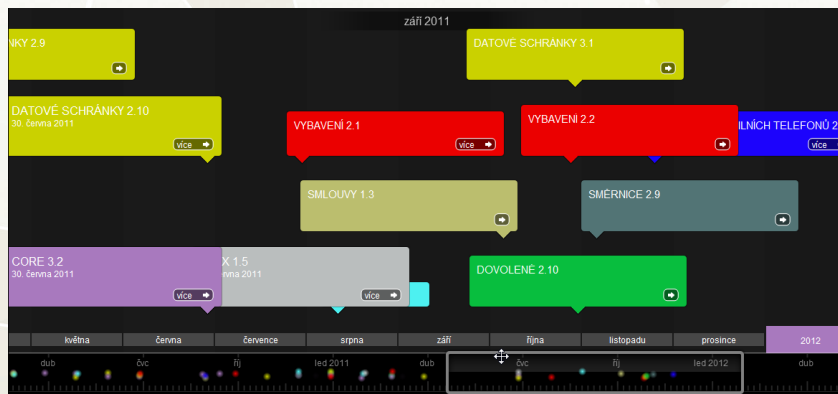 září 2011
NKY 2.9
DATOVÉ SCHRÁNKY 3.1
DATOVÉ SCHRÁNKY 2.10
30. června 2011
více
VYBAVENÍ 2.1
více
VYBAVENÍ 2.2
ILNÍCH TELEFONŮ 2
více
SMLOUVY 1.3
SMĚRNICE 2.9
CORE 3.2
30. června 2011
více
X 1.5
rvna 2011
více
DOVOLENÉ 2.10
května
června
července
srpna
září
října
listopadu
prosince
2012
dub
čvc
říj
led 2011
dub
čvc
říj
led 2012
dub